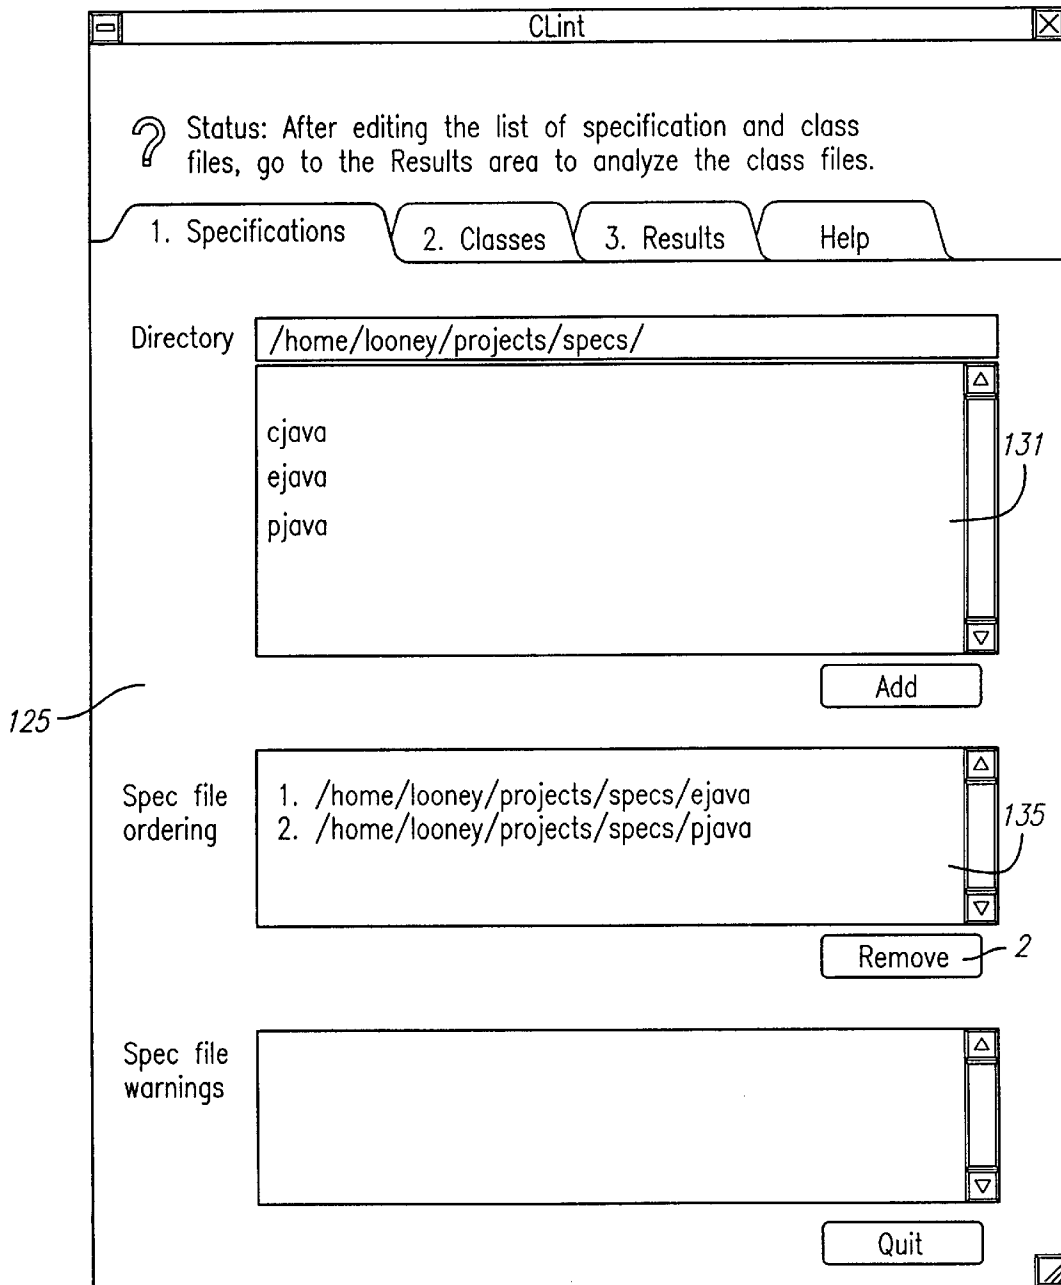 CLint
? Status: After editing the list of specification and class
files, go to the Results area to analyze the class files.
1. Specifications
2. Classes
3. Results
Help
Directory
/home/looney/projects/specs/
cjava
ejava
pjava
131
Add
125
Spec file
ordering
1. /home/looney/projects/specs/ejava
2. /home/looney/projects/specs/pjava
135
Remove
2
Spec file
warnings
Quit